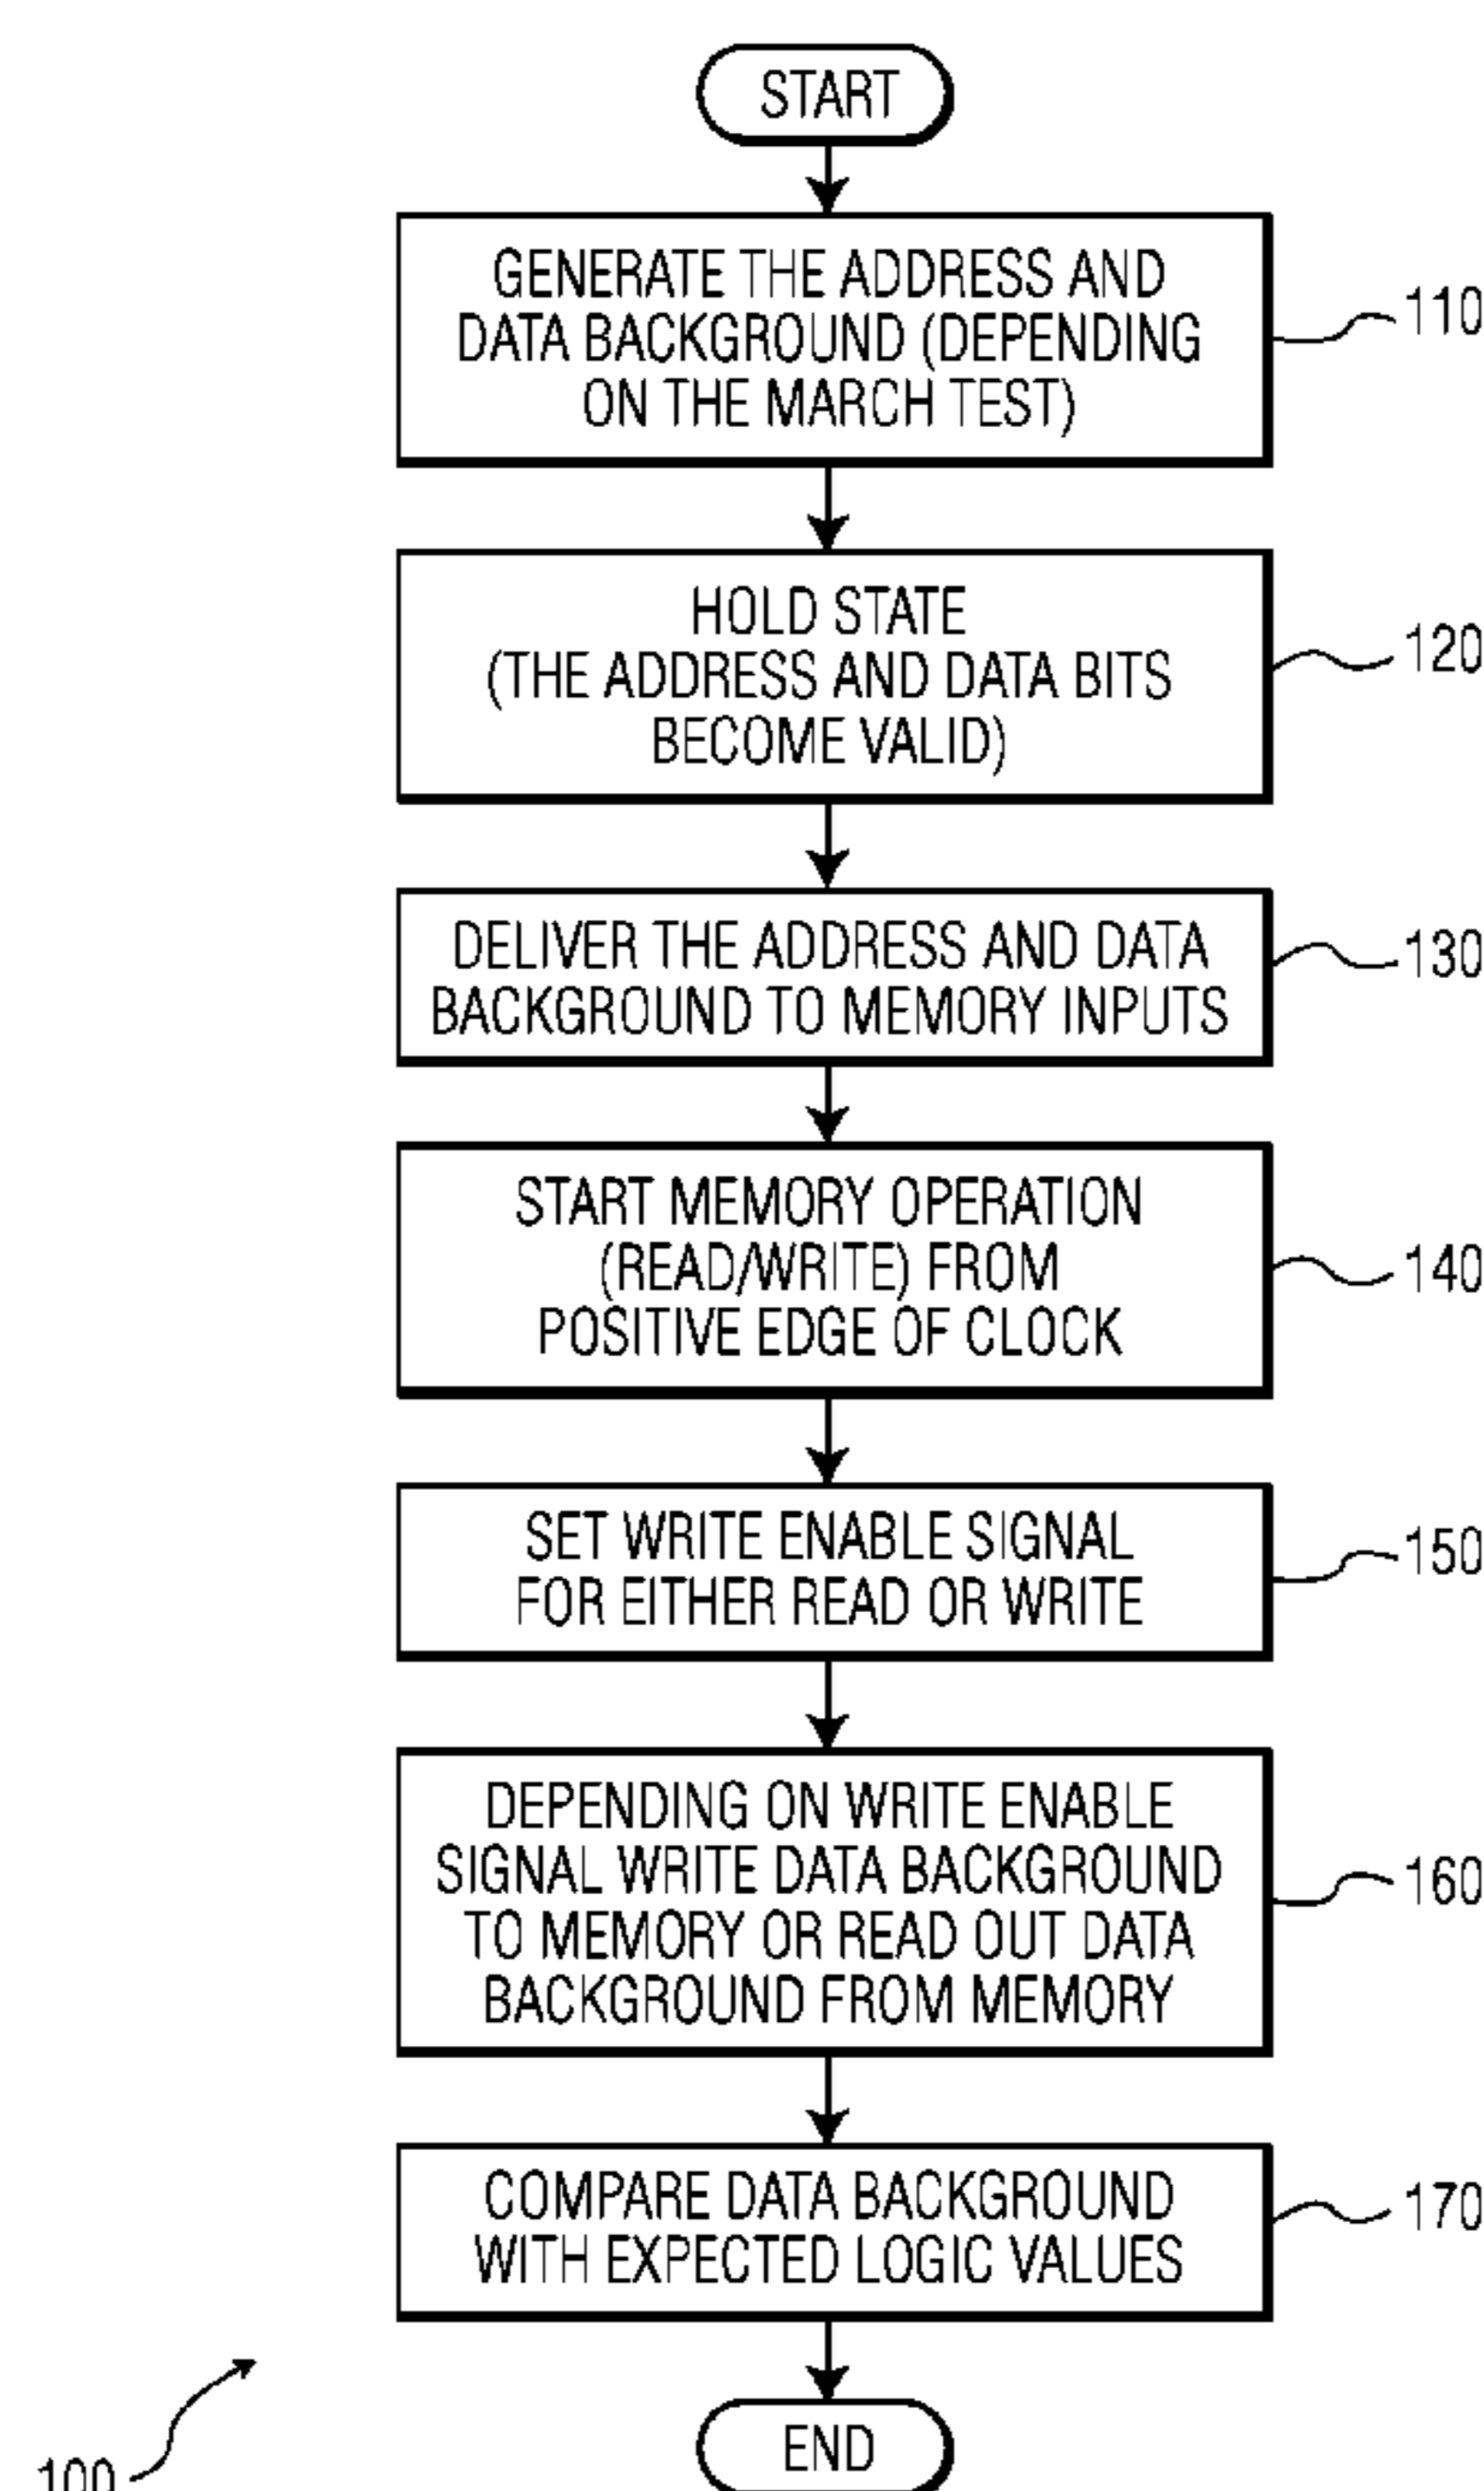 START
GENERATE THE ADDRESS AND
DATA BACKGROUND (DEPENDING
ON THE MARCH TEST)
110
HOLD STATE
(THE ADDRESS AND DATA BITS
BECOME VALID)
120
DELIVER THE ADDRESS AND DATA
BACKGROUND TO MEMORY INPUTS
130
START MEMORY OPERATION
(READ/WRITE) FROM
POSITIVE EDGE OF CLOCK
140
SET WRITE ENABLE SIGNAL
FOR EITHER READ OR WRITE
150
DEPENDING ON WRITE ENABLE
SIGNAL WRITE DATA BACKGROUND
TO MEMORY OR READ OUT DATA
BACKGROUND FROM MEMORY
160
COMPARE DATA BACKGROUND
WITH EXPECTED LOGIC VALUES
170
END
100